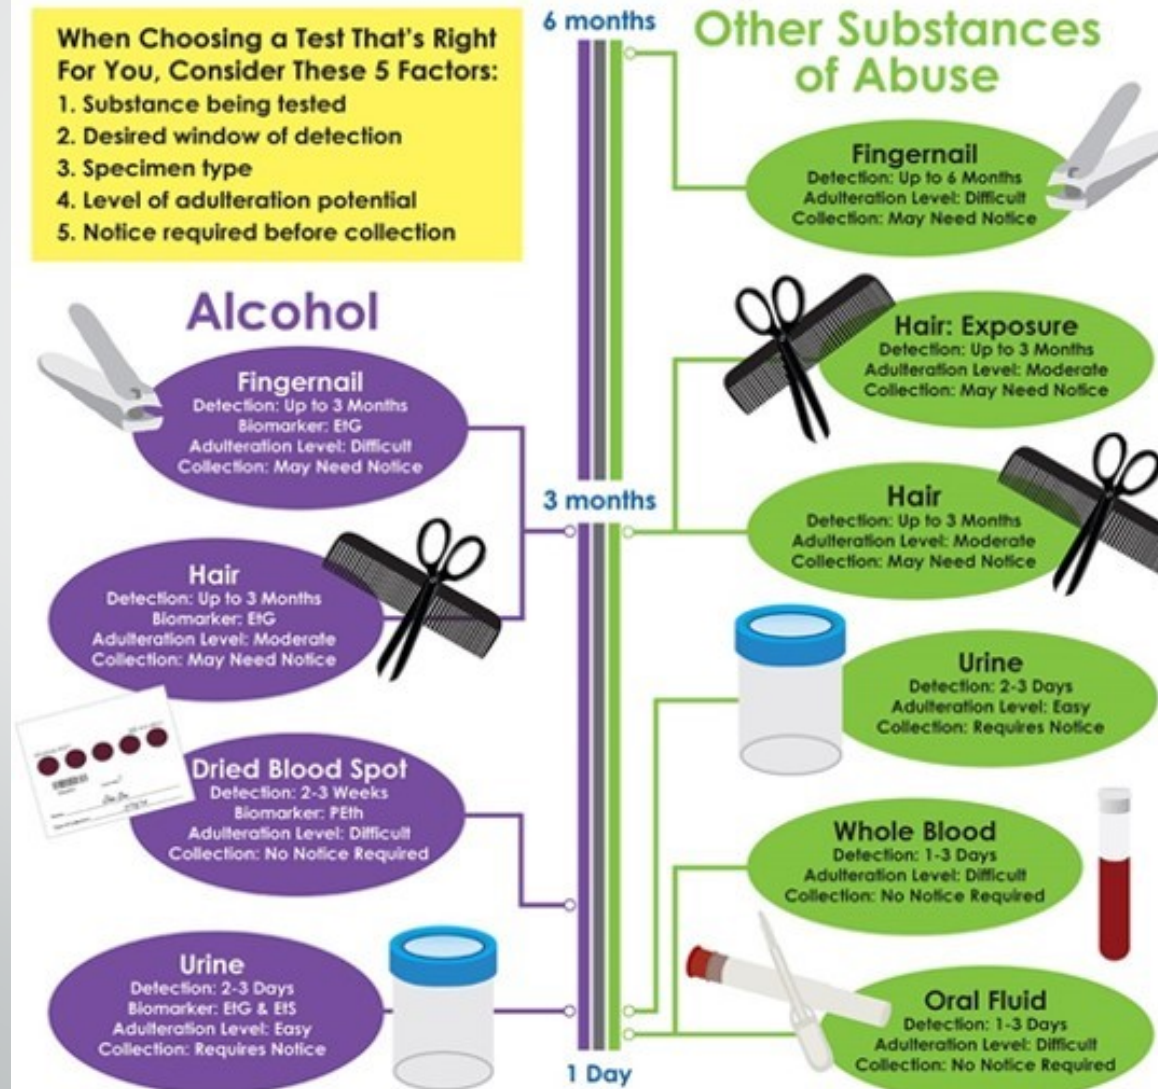 When Choosing a Test That's Right
For You, Consider These 5 Factors:
1. Substance being tested
2. Desired window of detection
3. Specimen type
4. Level of adulteration potential
5. Notice required before collection
Alcohol
Fingernail
Detection: Up to 3 Months
Biomarker: EtG
Adulteration Level: Difficult
Collection: May Need Notice
Hair
Detection: Up to 3 Months
Biomarker: EtG
Adulteration Level: Moderate
Collection: May Need Notice
Dried Blood Spot
Detection: 2-3 Weeks
Biomarker: PEth
Adulteration Level: Difficult
Collection: No Notice Required
Urine
Detection: 2-3 Days
Biomarker: EtG & EtS
Adulteration Level: Easy
Collection: Requires Notice
6 months
3 months
1 Day
Other Substances
of Abuse
Fingernail
Detection: Up to 6 Months
Adulteration Level: Difficult
Collection: May Need Notice
Hair: Exposure
Detection: Up to 3 Months
Adulteration Level: Moderate
Collection: May Need Notice
Hair
Detection: Up to 3 Months
Adulteration Level: Moderate
Collection: May Need Notice
Urine
Detection: 2-3 Days
Adulteration Level: Easy
Collection: Requires Notice
Whole Blood
Detection: 1-3 Days
Adulteration Level: Difficult
Collection: No Notice Required
Oral Fluid
Detection: 1-3 Days
Adulteration Level: Difficult
Collection: No Notice Required